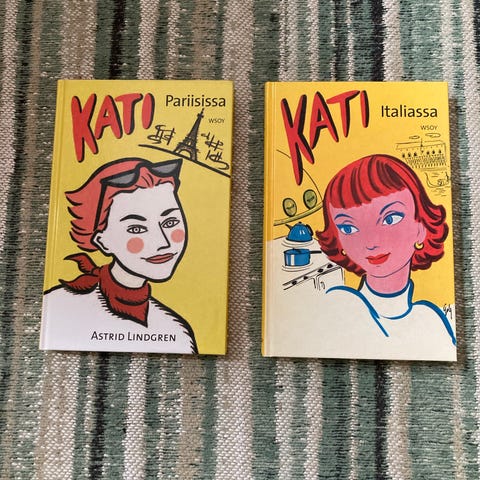 KATI
Pariisissa
WSOY
ASTRID LINDGREN
KATI
Italiassa
WSOY